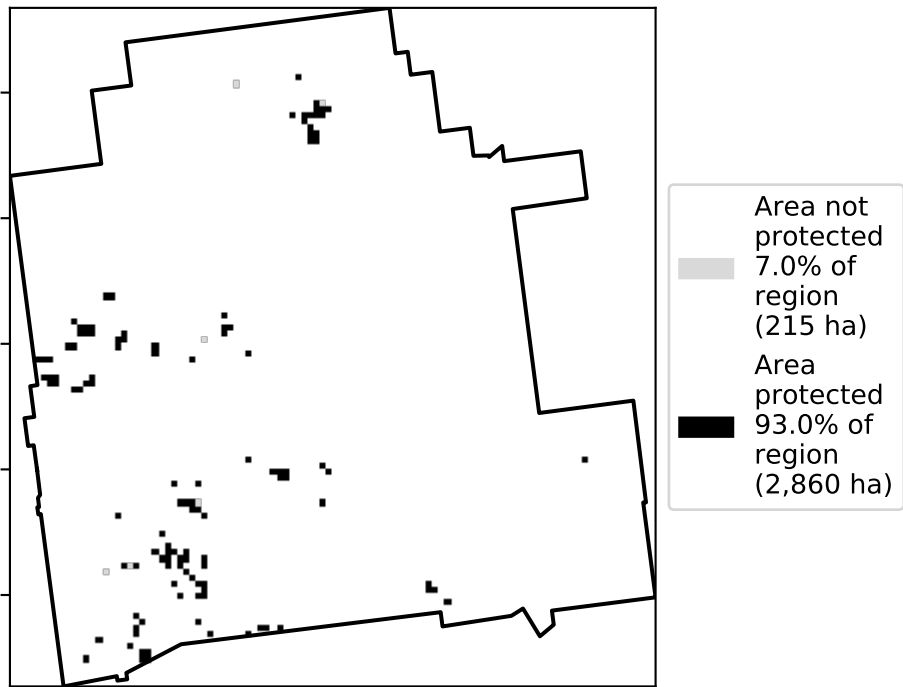 Area not
protected
7.0% of
region
(215 ha)
Area
protected
93.0% of
region
(2,860 ha)